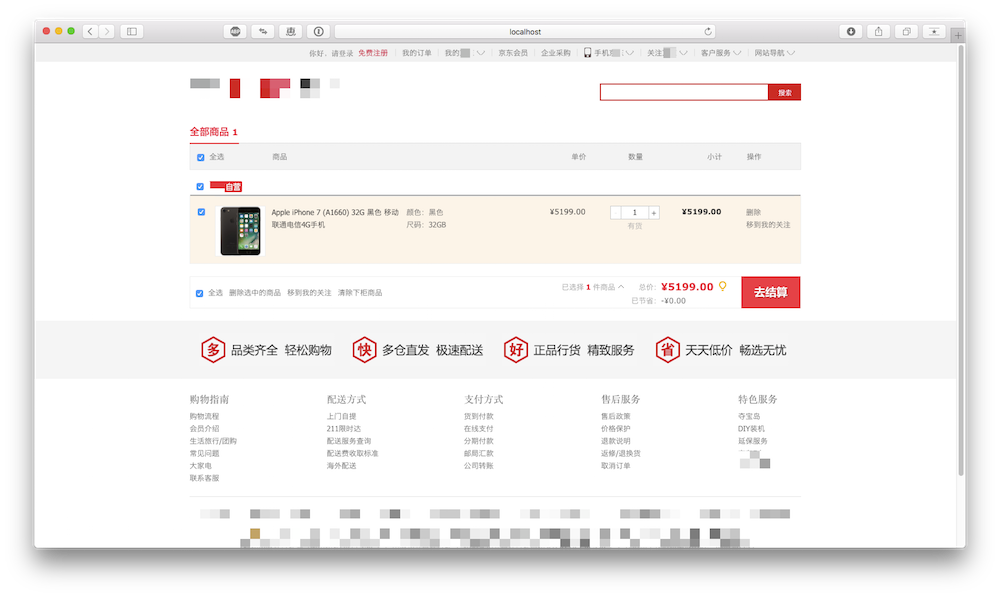 ABP
localhost
你好，请登录 免费注册 我的订单 我的 京东会员 企业采购 手机 关注 客户服务 网站导航
搜索
全部商品 1
全选 商品 单价 数量 小计 操作
自营
Apple iPhone 7 (A1660) 32G 黑色 移动 颜色：黑色 ¥5199.00 1 + ¥5199.00 删除
联通电信4G手机 尺码：32GB 有货 移到我的关注
全选 删除选中的商品 移到我的关注 清除下柜商品 已选择 1 件商品 总价：¥5199.00 去结算
已节省：-¥0.00
多 品类齐全 轻松购物 快 多仓直发 极速配送 好 正品行货 精致服务 省 天天低价 畅选无忧
购物指南 配送方式 支付方式 售后服务 特色服务
购物流程 上门自提 货到付款 售后政策 夺宝岛
会员介绍 211限时达 在线支付 价格保护 DIY装机
生活旅行/团购 配送服务查询 分期付款 退款说明 延保服务
常见问题 配送费收取标准 邮局汇款 返修/退换货
大家电 海外配送 公司转账 取消订单
联系客服